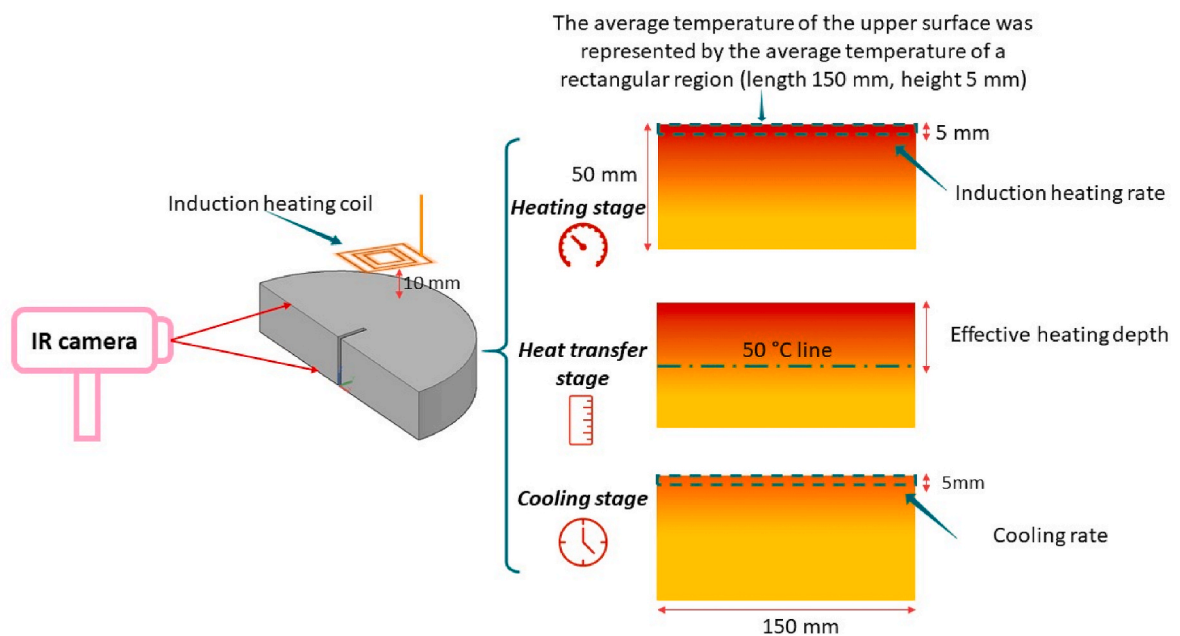 The average temperature of the upper surface was
represented by the average temperature of a
rectangular region (length 150 mm, height 5 mm)
5 mm
50 mm
Induction heating rate
Induction heating coil
Heating stage
10 mm
IR camera
Effective heating depth
50 °C line
Heat transfer
stage
5mm
Cooling stage
Cooling rate
150 mm